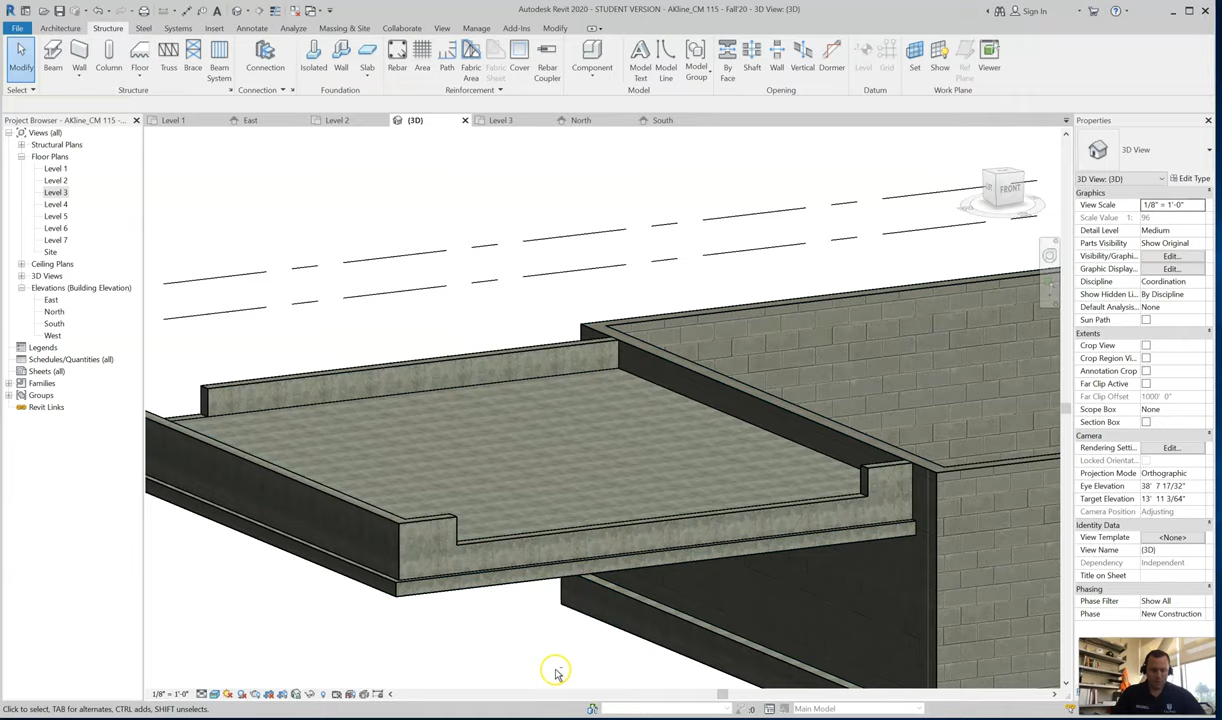 Autodesk Revit 2020 - STUDENT VERSION - AKline_CM 115 - Fall'20 - 3D View: {3D}
Sign In
File Architecture Structure Steel Systems Insert Annotate Analyze Massing & Site Collaborate View Manage Add-Ins Modify
Modify Beam Wall Column Floor Truss Brace Beam System Connection Isolated Wall Slab Rebar Area Path Fabric Area Fabric Sheet Cover Rebar Coupler Component Model Text Model Line Model Group By Face Shaft Wall Vertical Dormer Level Grid Set Show Ref Plane Viewer
Select Structure Connection Foundation Reinforcement Model Opening Datum Work Plane
Project Browser - AKline_CM 115 -...
Level 1 East Level 2 {3D} Level 3 North South
Views (all)
Structural Plans
Floor Plans
Level 1
Level 2
Level 3
Level 4
Level 5
Level 6
Level 7
Site
Ceiling Plans
3D Views
Elevations (Building Elevation)
East
North
South
West
Legends
Schedules/Quantities (all)
Sheets (all)
Families
Groups
Revit Links
FRONT
Properties
3D View
3D View: {3D} Edit Type
Graphics
View Scale 1/8" = 1'-0"
Scale Value 1: 96
Detail Level Medium
Parts Visibility Show Original
Visibility/Graphi... Edit...
Graphic Display... Edit...
Discipline Coordination
Show Hidden Li... By Discipline
Default Analysis... None
Sun Path
Extents
Crop View
Crop Region Vi...
Annotation Crop
Far Clip Active
Far Clip Offset 1000' 0"
Scope Box None
Section Box
Camera
Rendering Setti... Edit...
Locked Orientat...
Projection Mode Orthographic
Eye Elevation 38' 7 17/32"
Target Elevation 13' 11 3/64"
Camera Position Adjusting
Identity Data
View Template <None>
View Name {3D}
Dependency Independent
Title on Sheet
Phasing
Phase Filter Show All
Phase New Construction
1/8" = 1'-0"
Click to select, TAB for alternates, CTRL adds, SHIFT unselects.
:0
Main Model